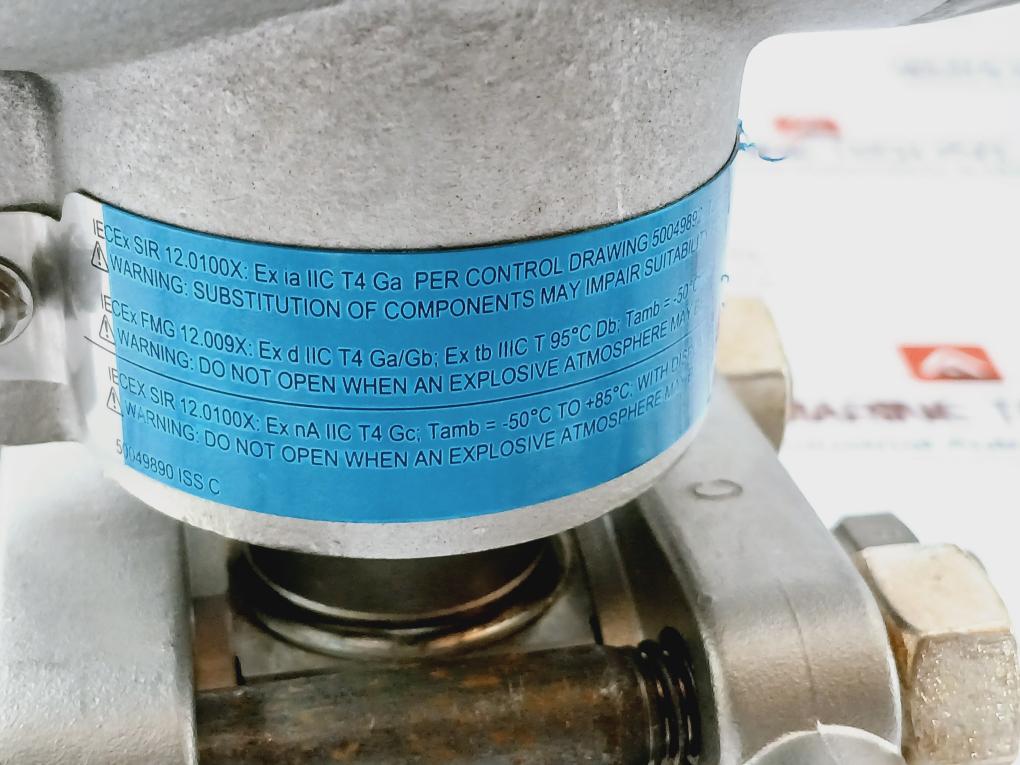 IECEx SIR 12.0100X: Ex ia IIC T4 Ga PER CONTROL DRAWING
WARNING: SUBSTITUTION OF COMPONENTS MAY IMPAIR SUITABILITY
IECEx FMG 12.009X: Ex d IIC T4 Ga/Gb; Ex tb IIIC T 95°C Db; Tamb = -50°C
WARNING: DO NOT OPEN WHEN AN EXPLOSIVE ATMOSPHERE MAY
IECEX SIR 12.0100X: Ex nA IIC T4 Gc; Tamb = -50°C TO +85°C; WITH
WARNING: DO NOT OPEN WHEN AN EXPLOSIVE ATMOSPHERE
50049890 ISS C